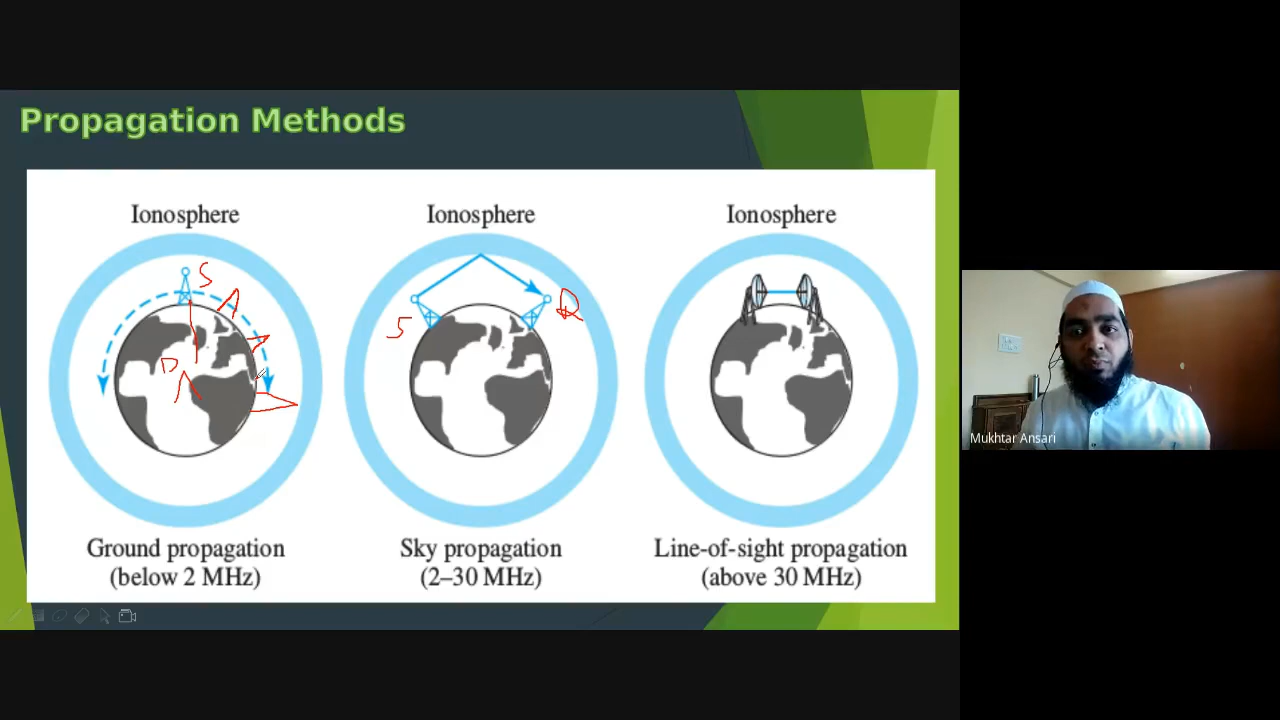 Propagation Methods
Ionosphere
Ionosphere
Ionosphere
S
D
S
R
Ground propagation
(below 2 MHz)
Sky propagation
(2–30 MHz)
Line-of-sight propagation
(above 30 MHz)
Mukhtar Ansari